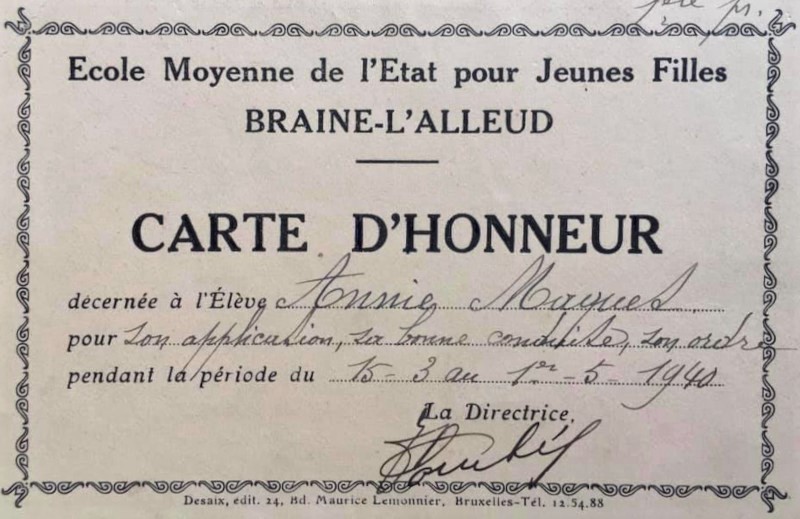 Ecole Moyenne de l'Etat pour Jeunes Filles
BRAINE-L'ALLEUD
CARTE D'HONNEUR
décernée à l'Élève Annie
pour son application, sa bonne conduite, son ordre
pendant la période du 15-3 au 1er-5-1940
La Directrice,
Desaix, edit. 24, Bd. Maurice Lemonnier, Bruxelles-Tél. 12.54.88